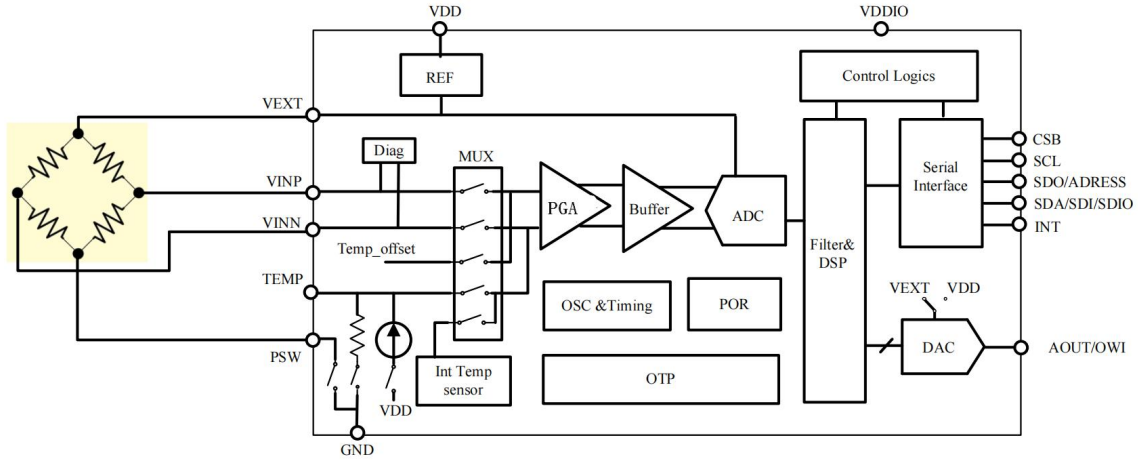 VDD
VDDIO
REF
Control Logics
VEXT
Diag
MUX
CSB
SCL
SDO/ADRESS
SDA/SDI/SDIO
INT
Serial
Interface
VINP
PGA
Buffer
ADC
VINN
Temp_offset
Filter&
DSP
TEMP
OSC &Timing
POR
VEXT
VDD
DAC
AOUT/OWI
PSW
Int Temp
sensor
OTP
VDD
GND